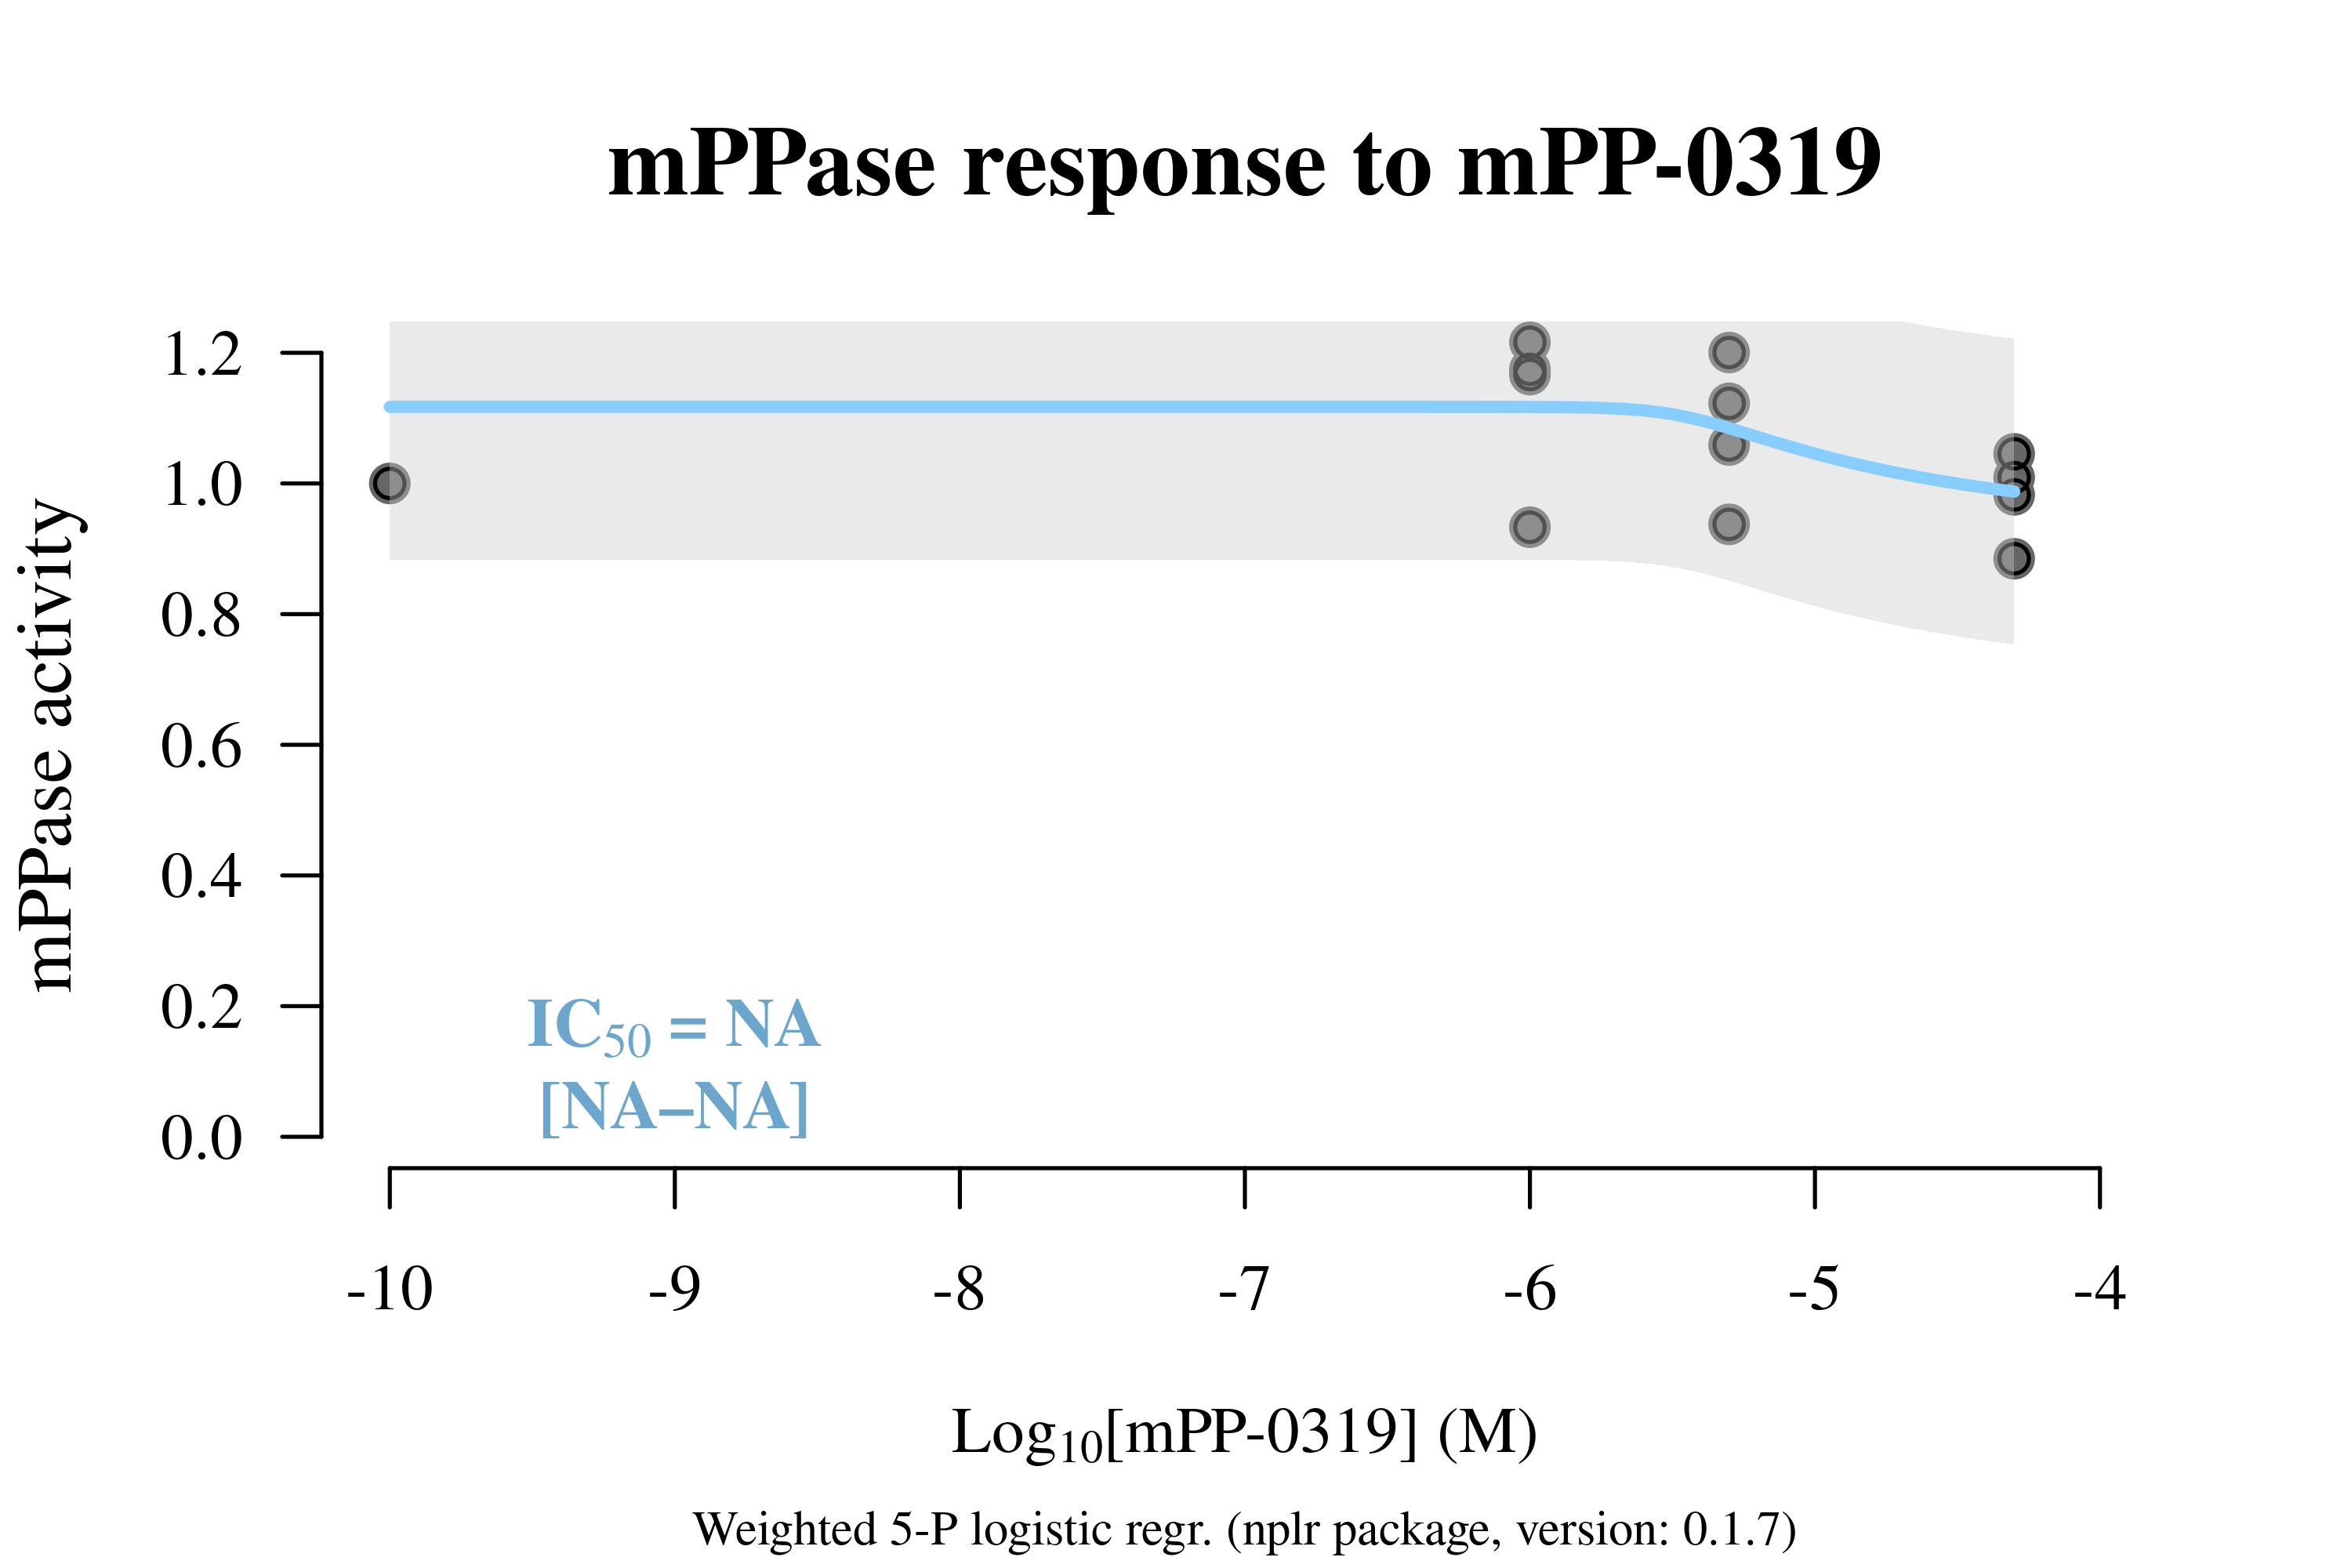 mPPase response to mPP-0319
mPPase activity
1.2
1.0
0.8
0.6
0.4
0.2
0.0
IC50 = NA
[NA–NA]
-10 -9 -8 -7 -6 -5 -4
Log10[mPP-0319] (M)
Weighted 5-P logistic regr. (nplr package, version: 0.1.7)